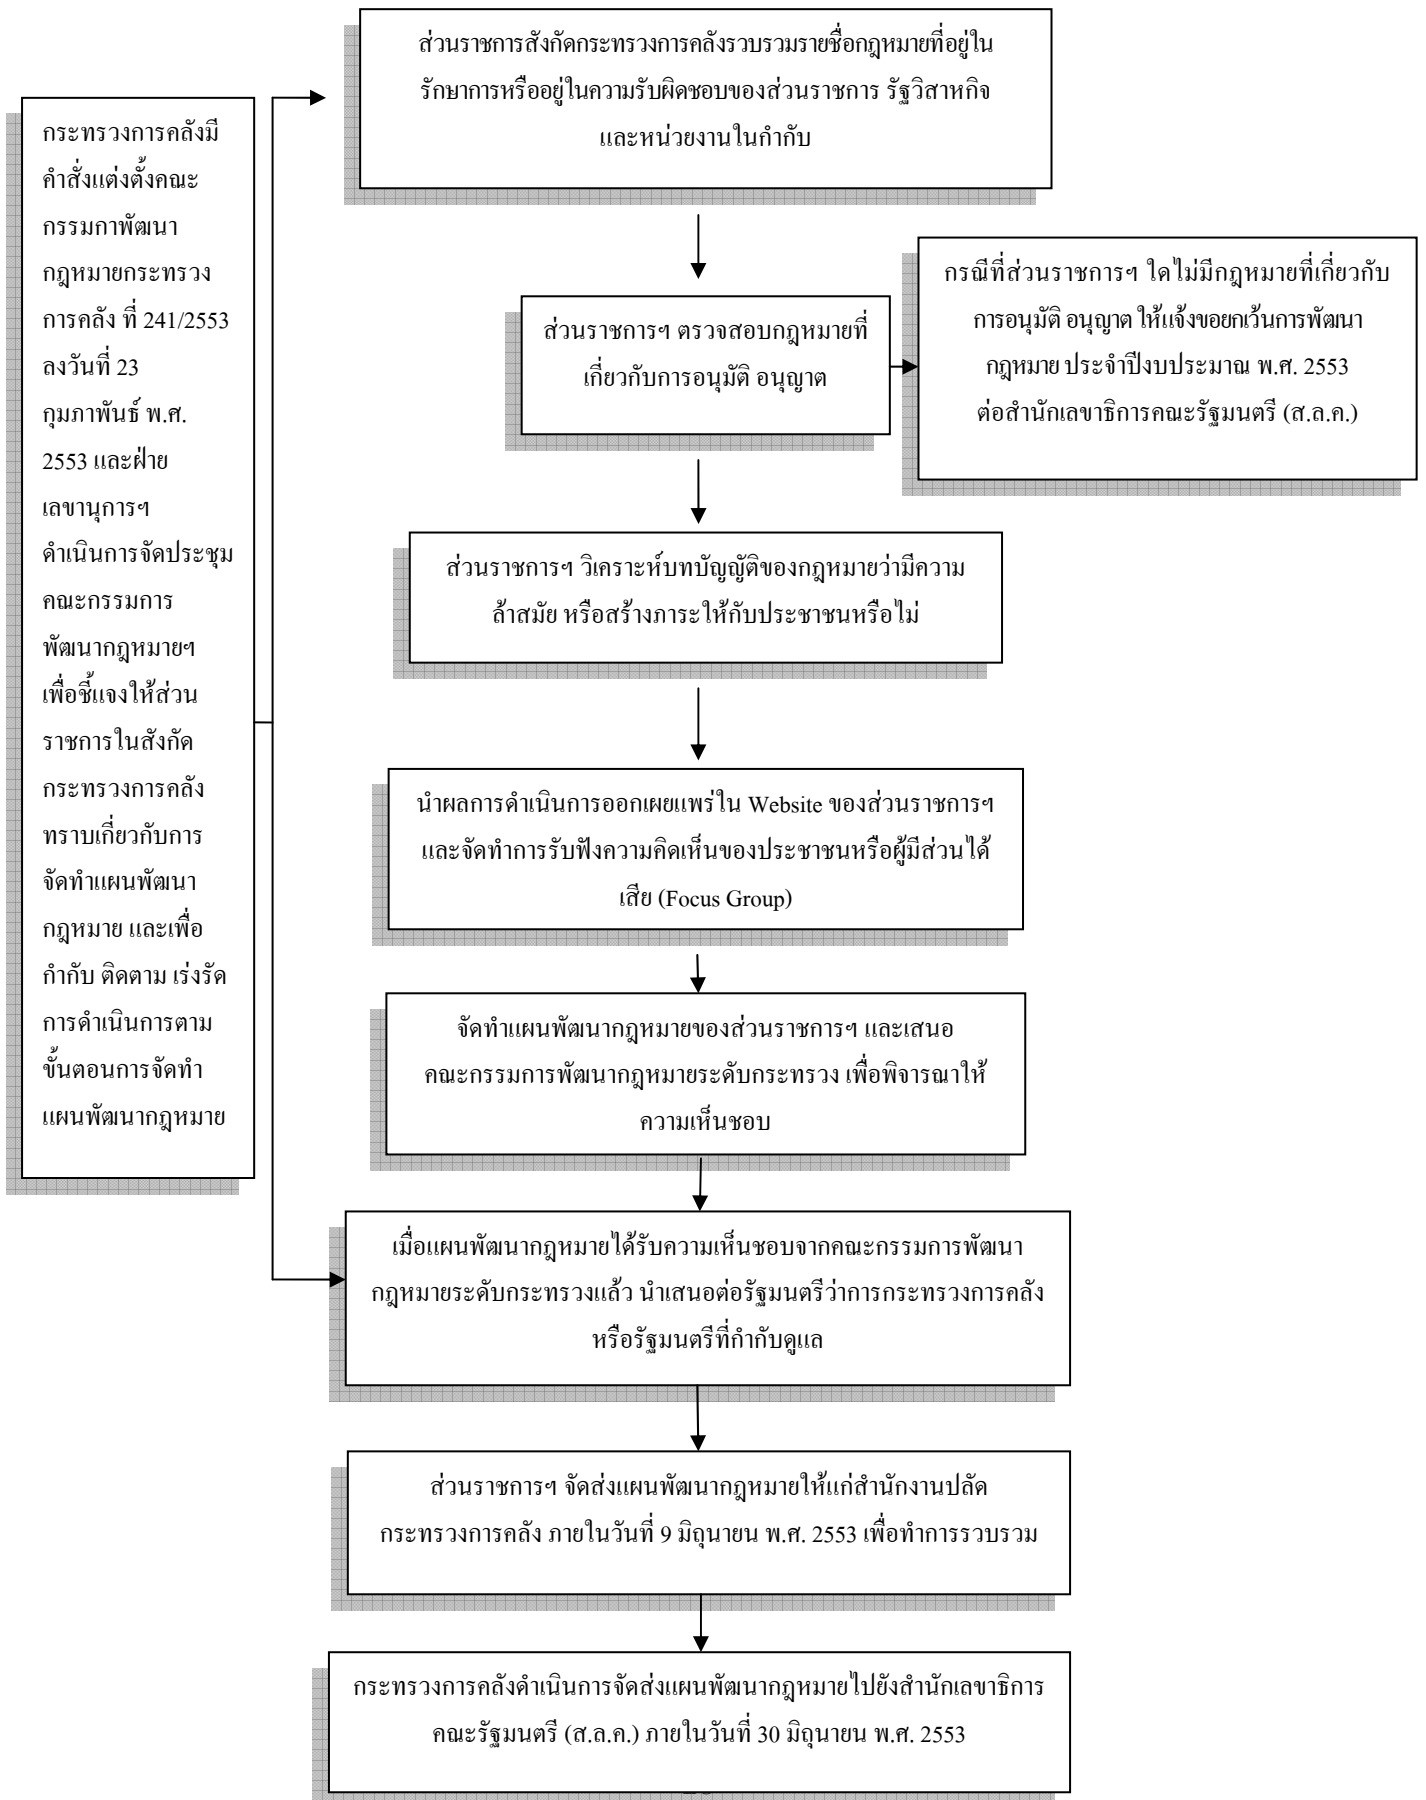 ส่วนราชการสังกัดกระทรวงการคลังรวบรวมรายชื่อกฎหมายที่อยู่ใน
รักษาการหรืออยู่ในความรับผิดชอบของส่วนราชการ รัฐวิสาหกิจ
และหน่วยงานในกำกับ
กระทรวงการคลังมี
คำสั่งแต่งตั้งคณะ
กรรมกาพัฒนา
กฎหมายกระทรวง
การคลัง ที่ 241/2553
ลงวันที่ 23
กุมภาพันธ์ พ.ศ.
2553 และฝ่าย
เลขานุการฯ
ดำเนินการจัดประชุม
คณะกรรมการ
พัฒนากฎหมายฯ
เพื่อชี้แจงให้ส่วน
ราชการในสังกัด
กระทรวงการคลัง
ทราบเกี่ยวกับการ
จัดทำแผนพัฒนา
กฎหมาย และเพื่อ
กำกับ ติดตาม เร่งรัด
การดำเนินการตาม
ขั้นตอนการจัดทำ
แผนพัฒนากฎหมาย
ส่วนราชการฯ ตรวจสอบกฎหมายที่
เกี่ยวกับการอนุมัติ อนุญาต
กรณีที่ส่วนราชการฯ ใดไม่มีกฎหมายที่เกี่ยวกับ
การอนุมัติ อนุญาต ให้แจ้งขอยกเว้นการพัฒนา
กฎหมาย ประจำปีงบประมาณ พ.ศ. 2553
ต่อสำนักเลขาธิการคณะรัฐมนตรี (ส.ล.ค.)
ส่วนราชการฯ วิเคราะห์บทบัญญัติของกฎหมายว่ามีความ
ล้าสมัย หรือสร้างภาระให้กับประชาชนหรือไม่
นำผลการดำเนินการออกเผยแพร่ใน Website ของส่วนราชการฯ
และจัดทำการรับฟังความคิดเห็นของประชาชนหรือผู้มีส่วนได้
เสีย (Focus Group)
จัดทำแผนพัฒนากฎหมายของส่วนราชการฯ และเสนอ
คณะกรรมการพัฒนากฎหมายระดับกระทรวง เพื่อพิจารณาให้
ความเห็นชอบ
เมื่อแผนพัฒนากฎหมายได้รับความเห็นชอบจากคณะกรรมการพัฒนา
กฎหมายระดับกระทรวงแล้ว นำเสนอต่อรัฐมนตรีว่าการกระทรวงการคลัง
หรือรัฐมนตรีที่กำกับดูแล
ส่วนราชการฯ จัดส่งแผนพัฒนากฎหมายให้แก่สำนักงานปลัด
กระทรวงการคลัง ภายในวันที่ 9 มิถุนายน พ.ศ. 2553 เพื่อทำการรวบรวม
กระทรวงการคลังดำเนินการจัดส่งแผนพัฒนากฎหมายไปยังสำนักเลขาธิการ
คณะรัฐมนตรี (ส.ล.ค.) ภายในวันที่ 30 มิถุนายน พ.ศ. 2553